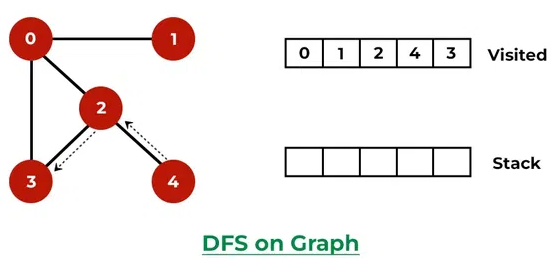 0 1 0 1 2 4 3 Visited
2
3 4 Stack
DFS on Graph